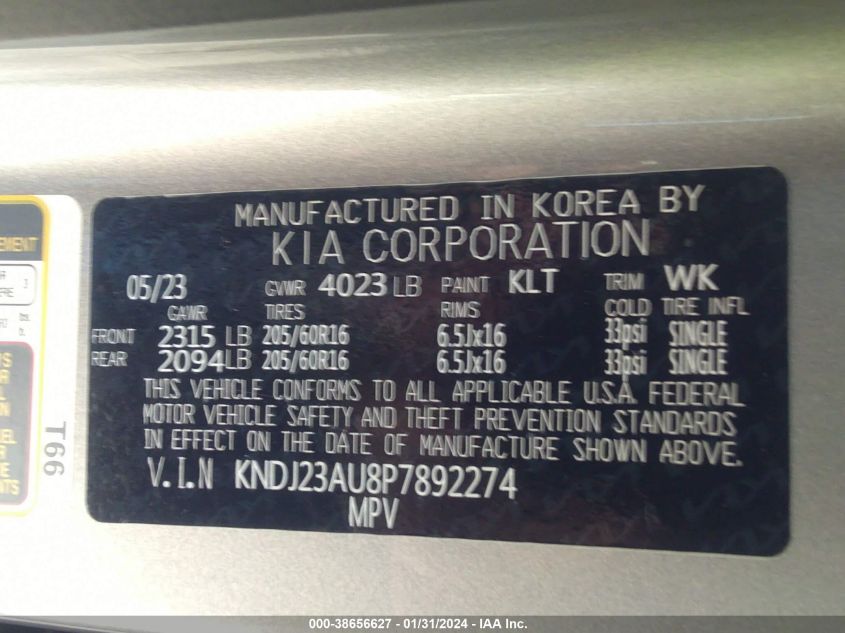 MANUFACTURED IN KOREA BY
KIA CORPORATION
05/23 GVWR 4023 LB PAINT KLT TRIM WK
GAWR TIRES RIMS COLD TIRE INFL
FRONT 2315 LB 205/60R16 6.5Jx16 33psi SINGLE
REAR 2094 LB 205/60R16 6.5Jx16 33psi SINGLE
THIS VEHICLE CONFORMS TO ALL APPLICABLE U.S.A. FEDERAL
MOTOR VEHICLE SAFETY AND THEFT PREVENTION STANDARDS
IN EFFECT ON THE DATE OF MANUFACTURE SHOWN ABOVE.
V.I.N KNDJ23AU8P7892274
MPV
T66
000-38656627 - 01/31/2024 - IAA Inc.